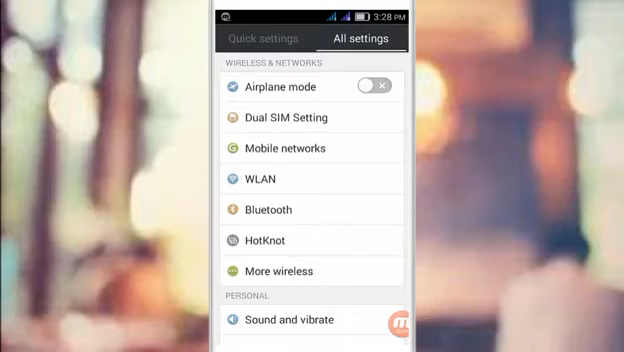 3:28 PM
Quick settings
All settings
WIRELESS & NETWORKS
Airplane mode
Dual SIM Setting
Mobile networks
WLAN
Bluetooth
HotKnot
More wireless
PERSONAL
Sound and vibrate